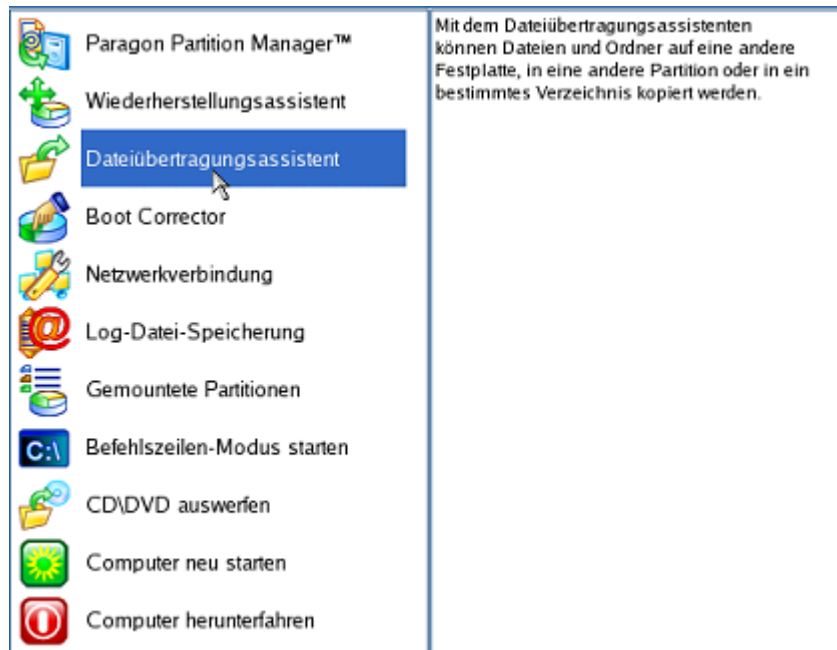 Paragon Partition Manager™
Wiederherstellungsassistent
Dateiübertragungsassistent
Boot Corrector
Netzwerkverbindung
@
Log-Datei-Speicherung
Gemountete Partitionen
C:\
Befehlszeilen-Modus starten
CD\DVD auswerfen
Computer neu starten
Computer herunterfahren
Mit dem Dateiübertragungsassistenten
können Dateien und Ordner auf eine andere
Festplatte, in eine andere Partition oder in ein
bestimmtes Verzeichnis kopiert werden.